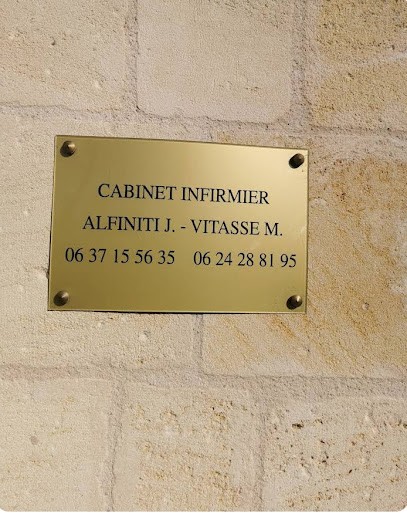 CABINET INFIRMIER
ALFINITI J. - VITASSE M.
06 37 15 56 35 06 24 28 81 95